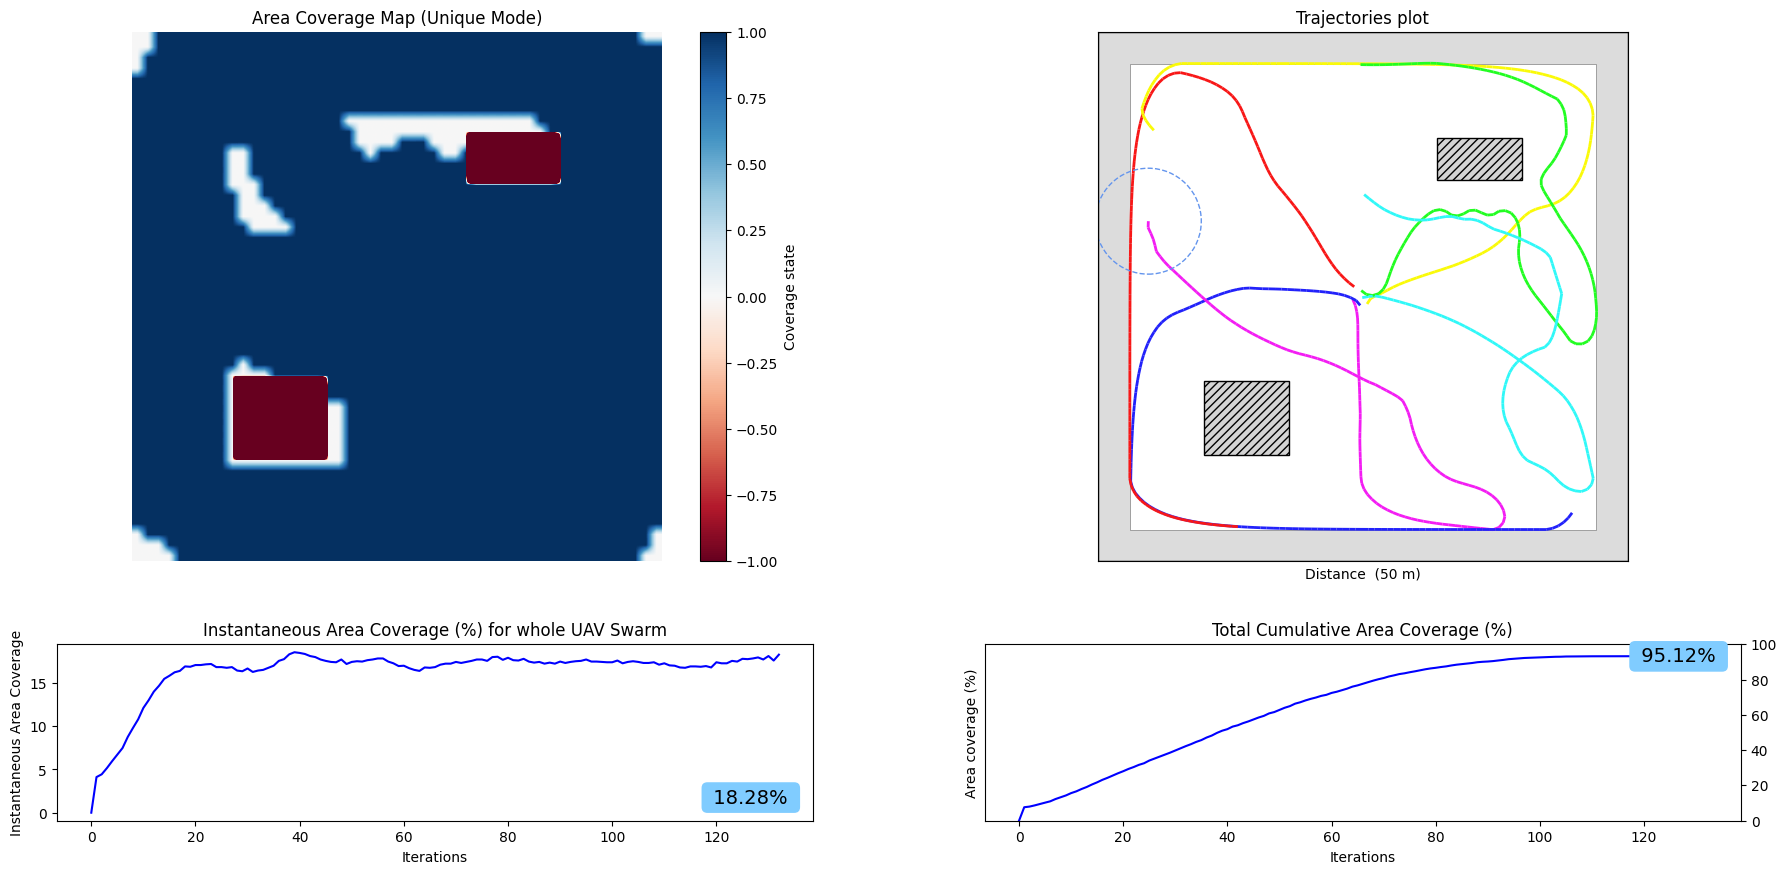 Area Coverage Map (Unique Mode)
1.00
0.75
0.50
0.25
0.00
−0.25
−0.50
−0.75
−1.00
Coverage state
Trajectories plot
Distance  (50 m)
Instantaneous Area Coverage (%) for whole UAV Swarm
Instantaneous Area Coverage
15
10
5
0
18.28%
0 20 40 60 80 100 120
Iterations
Total Cumulative Area Coverage (%)
Area coverage (%)
95.12%
100
80
60
40
20
0
0 20 40 60 80 100 120
Iterations